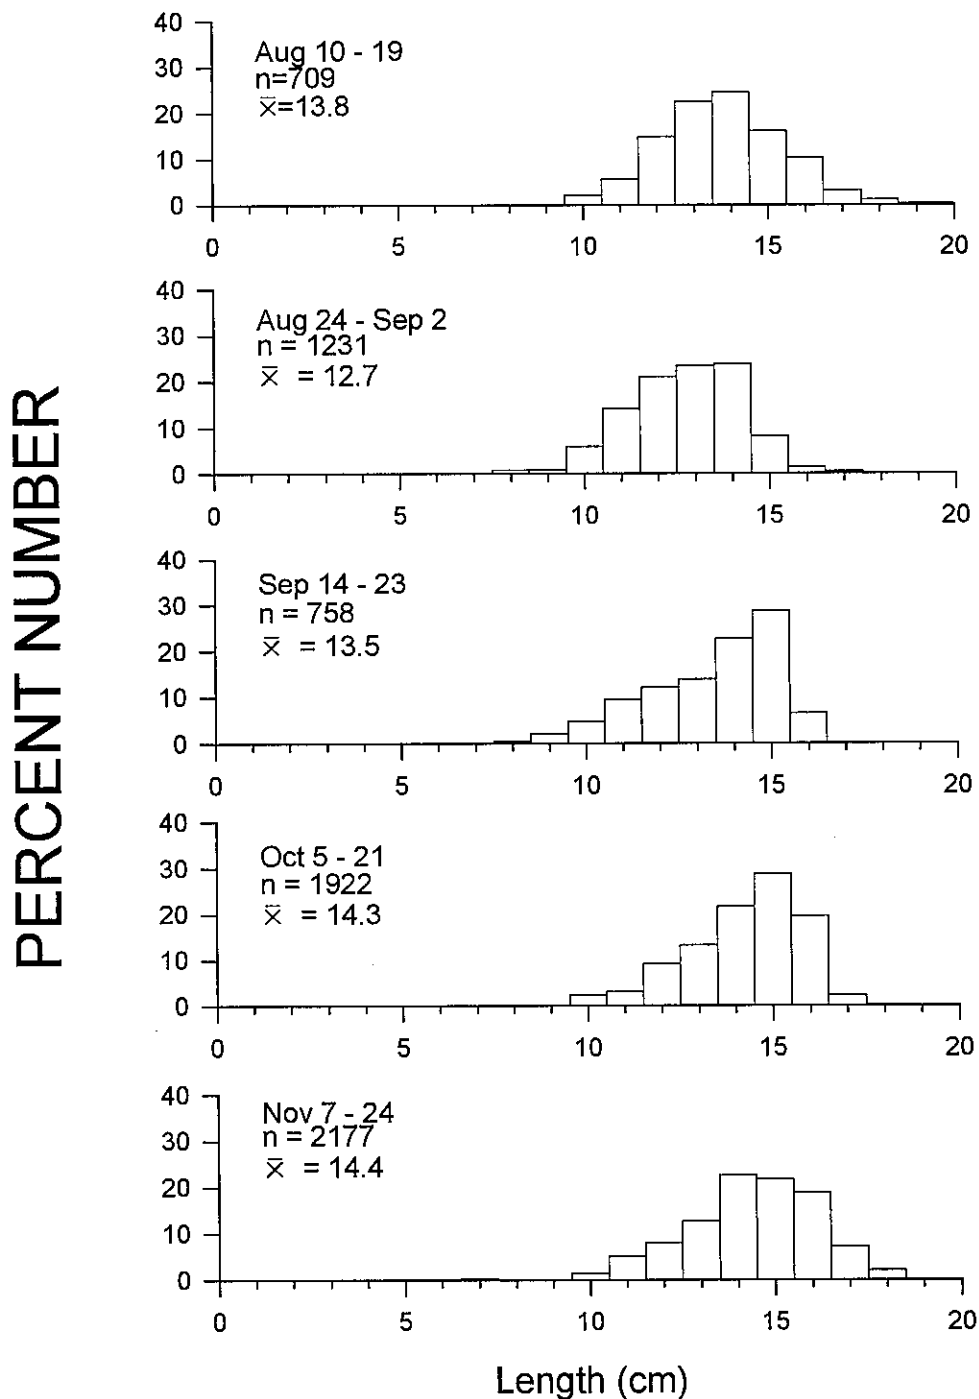 PERCENT NUMBER
40
30
20
10
0
Aug 10 - 19
n=709
x̄=13.8
0 5 10 15 20
40
30
20
10
0
Aug 24 - Sep 2
n = 1231
x̄ = 12.7
0 5 10 15 20
40
30
20
10
0
Sep 14 - 23
n = 758
x̄ = 13.5
0 5 10 15 20
40
30
20
10
0
Oct 5 - 21
n = 1922
x̄ = 14.3
0 5 10 15 20
40
30
20
10
0
Nov 7 - 24
n = 2177
x̄ = 14.4
0 5 10 15 20
Length (cm)